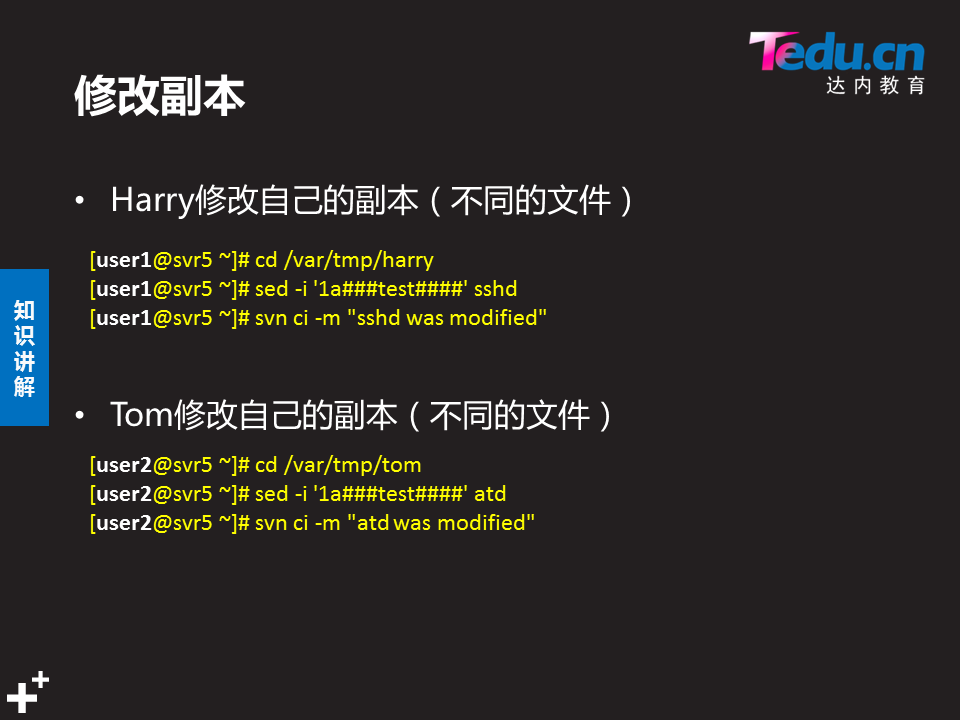 Tedu.cn
达内教育
修改副本
• Harry修改自己的副本（不同的文件）
[user1@svr5 ~]# cd /var/tmp/harry
[user1@svr5 ~]# sed -i '1a###test####' sshd
[user1@svr5 ~]# svn ci -m "sshd was modified"
知识讲解
• Tom修改自己的副本（不同的文件）
[user2@svr5 ~]# cd /var/tmp/tom
[user2@svr5 ~]# sed -i '1a###test####' atd
[user2@svr5 ~]# svn ci -m "atd was modified"